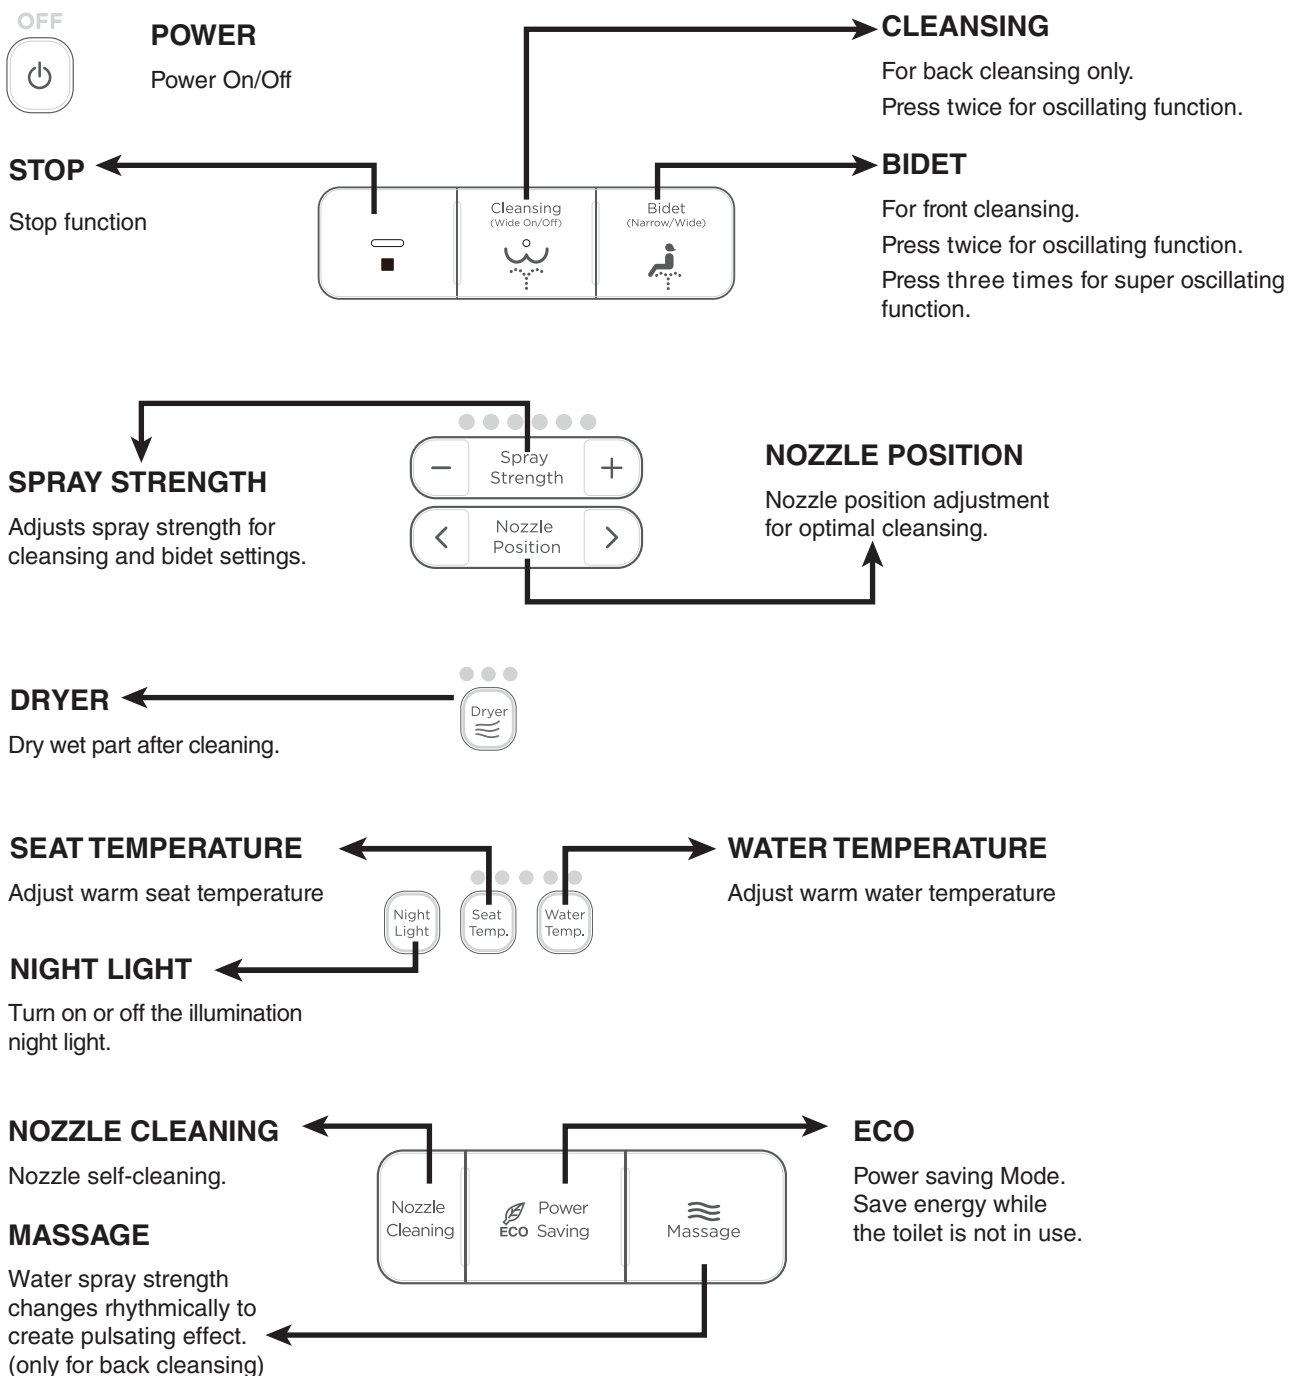 OFF
POWER
Power On/Off
CLEANSING
For back cleansing only.
Press twice for oscillating function.
STOP
Stop function
Cleansing
(Wide On/Off)
Bidet
(Narrow/Wide)
BIDET
For front cleansing.
Press twice for oscillating function.
Press three times for super oscillating
function.
SPRAY STRENGTH
Adjusts spray strength for
cleansing and bidet settings.
Spray
Strength
Nozzle
Position
NOZZLE POSITION
Nozzle position adjustment
for optimal cleansing.
DRYER
Dry wet part after cleaning.
Dryer
SEAT TEMPERATURE
Adjust warm seat temperature
Night
Light
Seat
Temp.
Water
Temp.
WATER TEMPERATURE
Adjust warm water temperature
NIGHT LIGHT
Turn on or off the illumination
night light.
NOZZLE CLEANING
Nozzle self-cleaning.
Nozzle
Cleaning
ECO
Power
Saving
Massage
ECO
Power saving Mode.
Save energy while
the toilet is not in use.
MASSAGE
Water spray strength
changes rhythmically to
create pulsating effect.
(only for back cleansing)